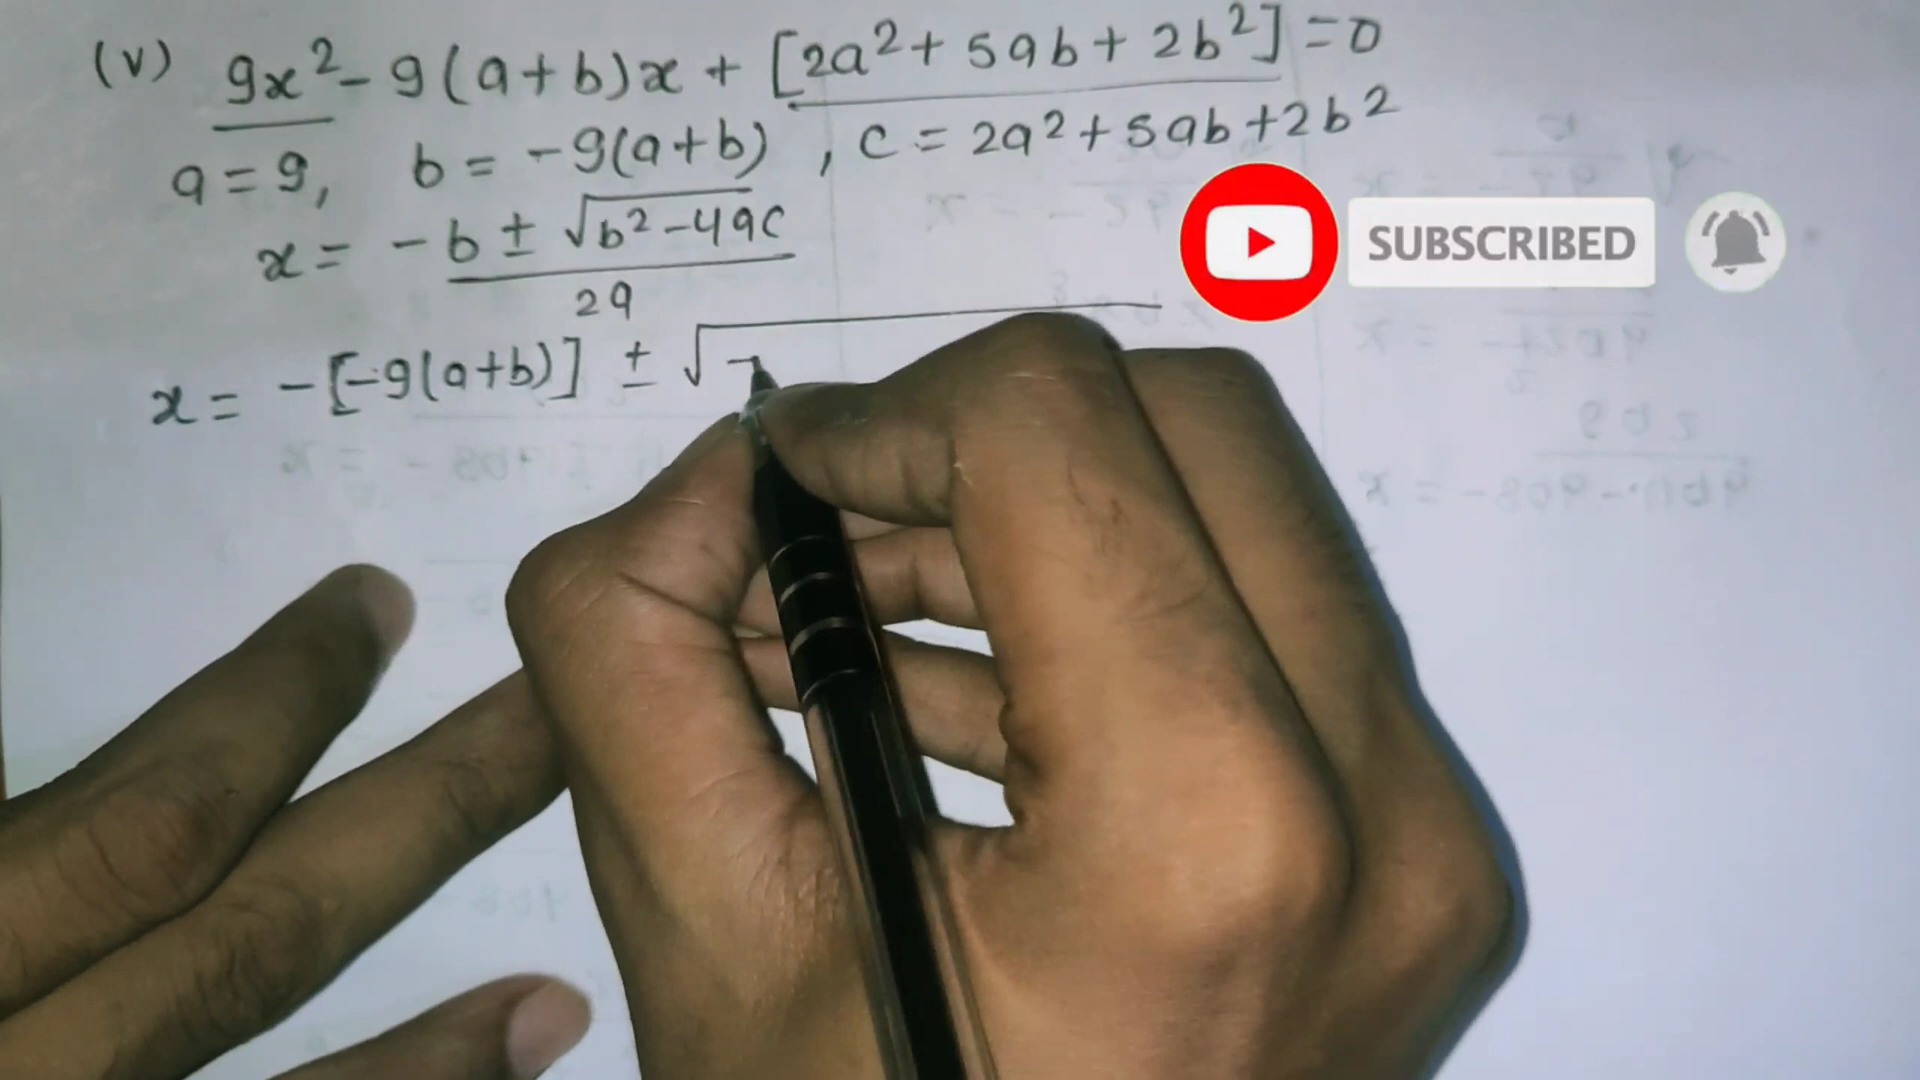 (v) 9x² - 9(a+b)x + [2a² + 5ab + 2b²] = 0
a = 9, b = -9(a+b), c = 2a² + 5ab + 2b²
x = -b ± √b² - 4ac
2a
SUBSCRIBED
x = -[-9(a+b)] ± √-